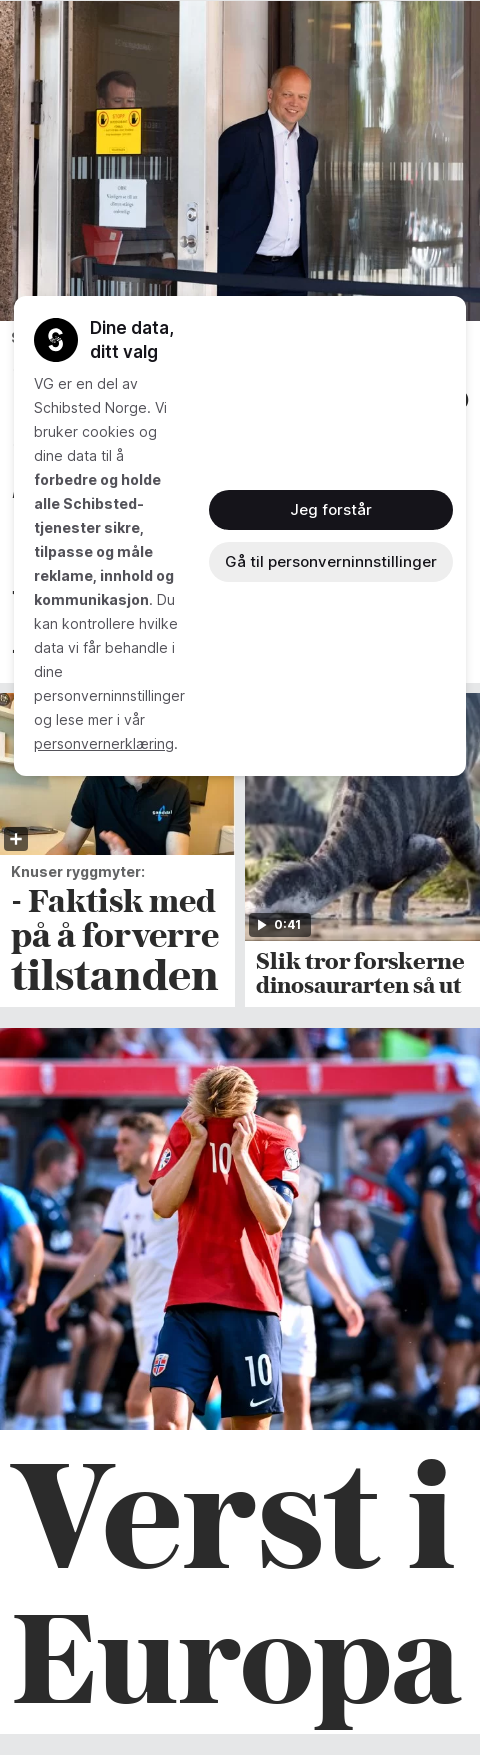 STOPP
Dine data,
ditt valg
VG er en del av
Schibsted Norge. Vi
bruker cookies og
dine data til å
forbedre og holde
alle Schibsted-
tjenester sikre,
tilpasse og måle
reklame, innhold og
kommunikasjon. Du
kan kontrollere hvilke
data vi får behandle i
dine
personverninnstillinger
og lese mer i vår
personvernerklæring.
Jeg forstår
Gå til personverninnstillinger
Knuser ryggmyter:
- Faktisk med
på å forverre
tilstanden
0:41
Slik tror forskerne
dinosaurarten så ut
10
10
Verst i
Europa